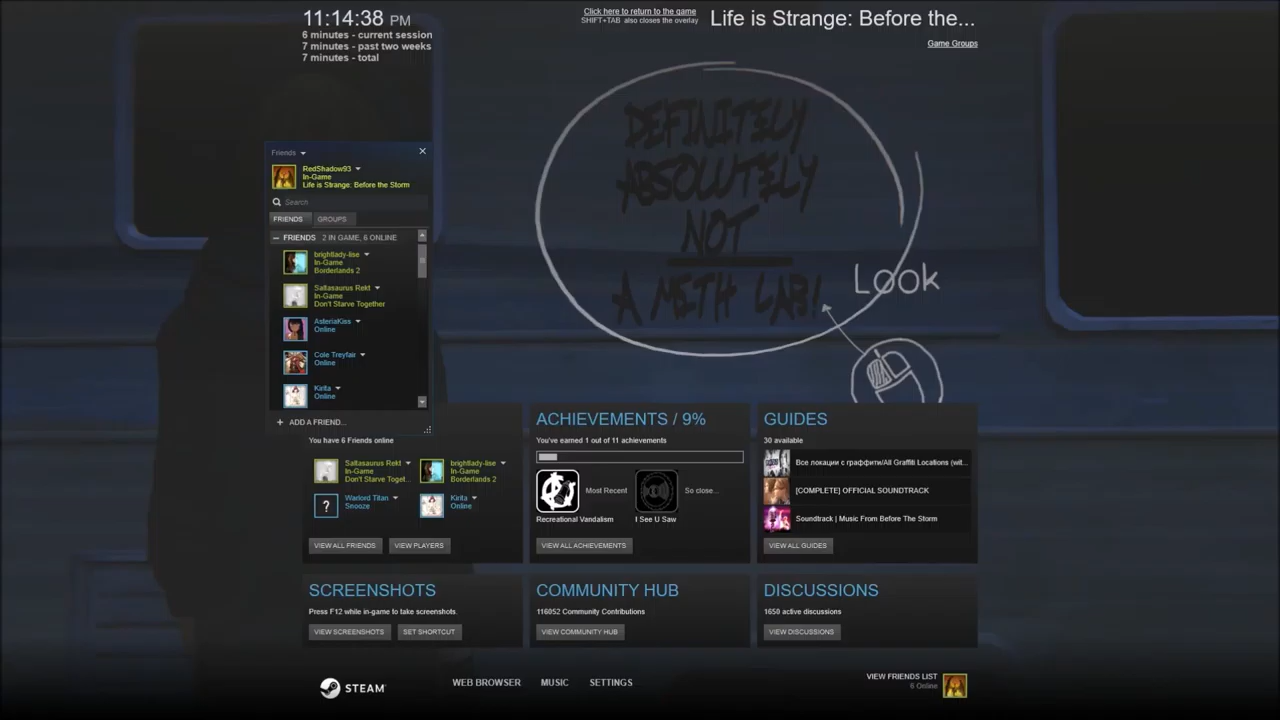 11:14:38 PM
6 minutes - current session
7 minutes - past two weeks
7 minutes - total
Click here to return to the game
SHIFT+TAB also closes the overlay
Life is Strange: Before the...
Game Groups
DEFINITELY
ABSOLUTELY
NOT
A METH LAB!
Look
Friends
RedShadow93
In-Game
Life is Strange: Before the Storm
Search
FRIENDS GROUPS
FRIENDS 2 IN GAME, 6 ONLINE
brightlady-lise
In-Game
Borderlands 2
Saltasaurus Rekt
In-Game
Don't Starve Together
AsteriaKiss
Online
Cole Treyfair
Online
Kirita
Online
+ ADD A FRIEND...
You have 6 Friends online
Saltasaurus Rekt
In-Game
Don't Starve Toget...
brightlady-lise
In-Game
Borderlands 2
Warlord Titan
Snooze
Kirita
Online
VIEW ALL FRIENDS VIEW PLAYERS
ACHIEVEMENTS / 9%
You've earned 1 out of 11 achievements
Most Recent
Recreational Vandalism
So close...
I See U Saw
VIEW ALL ACHIEVEMENTS
GUIDES
30 available
Все локации с граффити/All Graffiti Locations (wit...
[COMPLETE] OFFICIAL SOUNDTRACK
Soundtrack | Music From Before The Storm
VIEW ALL GUIDES
SCREENSHOTS
Press F12 while in-game to take screenshots.
VIEW SCREENSHOTS SET SHORTCUT
COMMUNITY HUB
116052 Community Contributions
VIEW COMMUNITY HUB
DISCUSSIONS
1650 active discussions
VIEW DISCUSSIONS
STEAM
WEB BROWSER MUSIC SETTINGS
VIEW FRIENDS LIST
6 Online